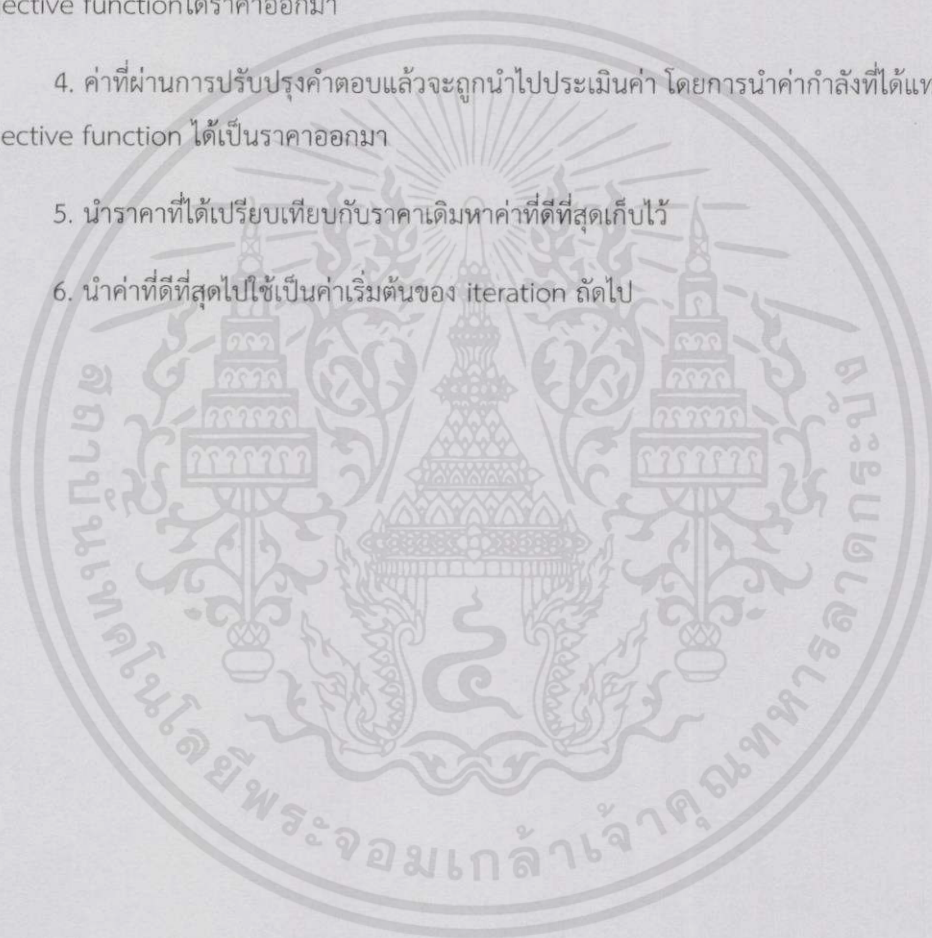 ective functionได้ราคาออกมา
4. ค่าที่ผ่านการปรับปรุงคำตอบแล้วจะถูกนำไปประเมินค่า โดยการนำค่ากำลังที่ได้แท
ective function ได้เป็นราคาออกมา
5. นำราคาที่ได้เปรียบเทียบกับราคาเดิมหาค่าที่ดีที่สุดเก็บไว้
6. นำค่าที่ดีที่สุดไปใช้เป็นค่าเริ่มต้นของ iteration ถัดไป
สถาบันเทคโนโลยีพระจอมเกล้าเจ้าคุณทหารลาดกระบัง